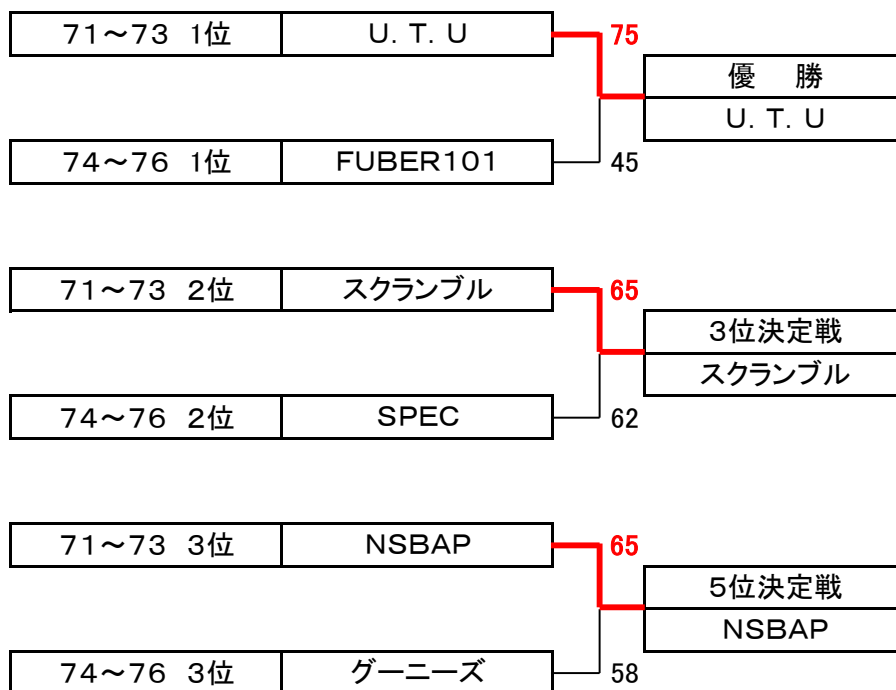 71～73 1位 U.T.U 75
優 勝
U.T.U
74～76 1位 FUBER101 45
71～73 2位 スクランブル 65
3位決定戦
スクランブル
74～76 2位 SPEC 62
71～73 3位 NSBAP 65
5位決定戦
NSBAP
74～76 3位 グーニーズ 58